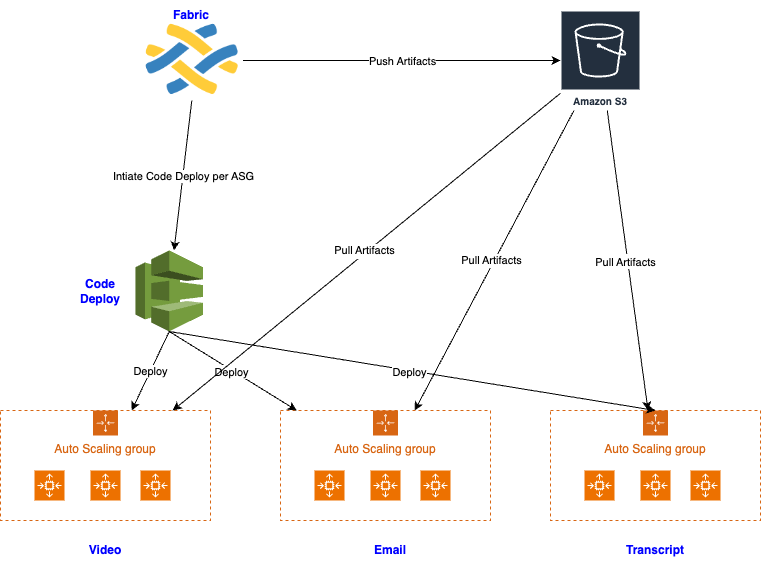 Fabric
Push Artifacts
Amazon S3
Intiate Code Deploy per ASG
Pull Artifacts
Pull Artifacts
Pull Artifacts
Code
Deploy
Deploy
Deploy
Deploy
Auto Scaling group
Auto Scaling group
Auto Scaling group
Video
Email
Transcript